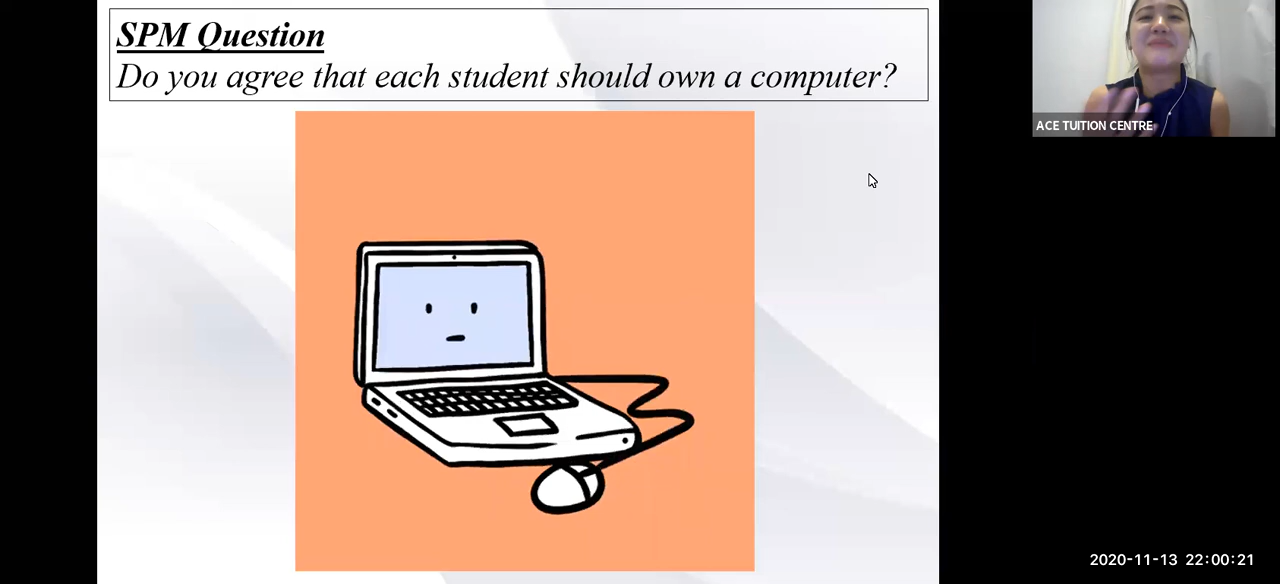 SPM Question
Do you agree that each student should own a computer?
ACE TUITION CENTRE
2020-11-13 22:00:21